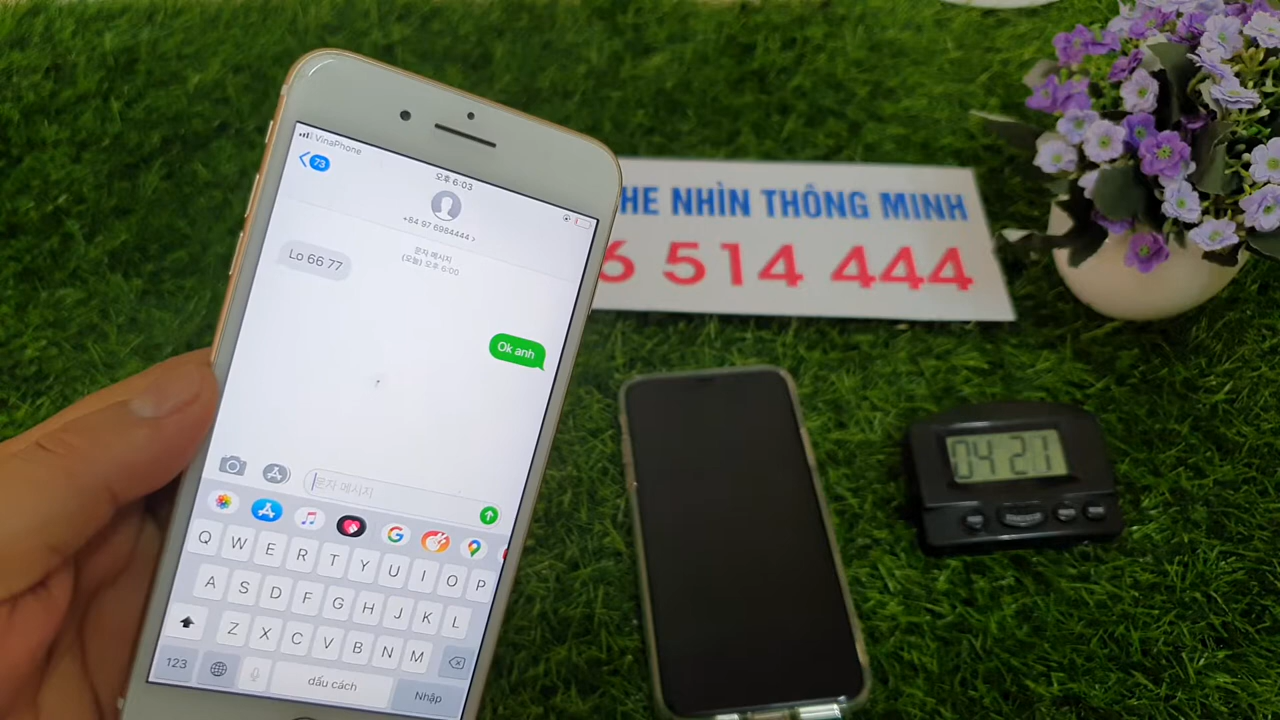 VinaPhone
73
오후 6:03
+84 97 6984444 >
문자 메시지
(오늘) 오후 6:00
Lo 66 77
Ok anh
문자 메시지
Q W E R T Y U I O P
A S D F G H J K L
Z X C V B N M
123
dấu cách
Nhập
HE NHÌN THÔNG MINH
6 514 444
04 21